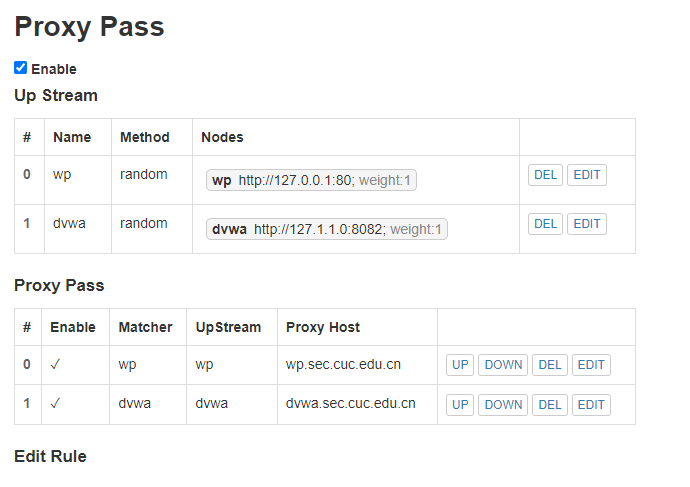 Proxy Pass
Enable
Up Stream
# Name Method Nodes
0 wp random wp http://127.0.0.1:80; weight:1 DEL EDIT
1 dvwa random dvwa http://127.1.1.0:8082; weight:1 DEL EDIT
Proxy Pass
# Enable Matcher UpStream Proxy Host
0 ✓ wp wp wp.sec.cuc.edu.cn UP DOWN DEL EDIT
1 ✓ dvwa dvwa dvwa.sec.cuc.edu.cn UP DOWN DEL EDIT
Edit Rule